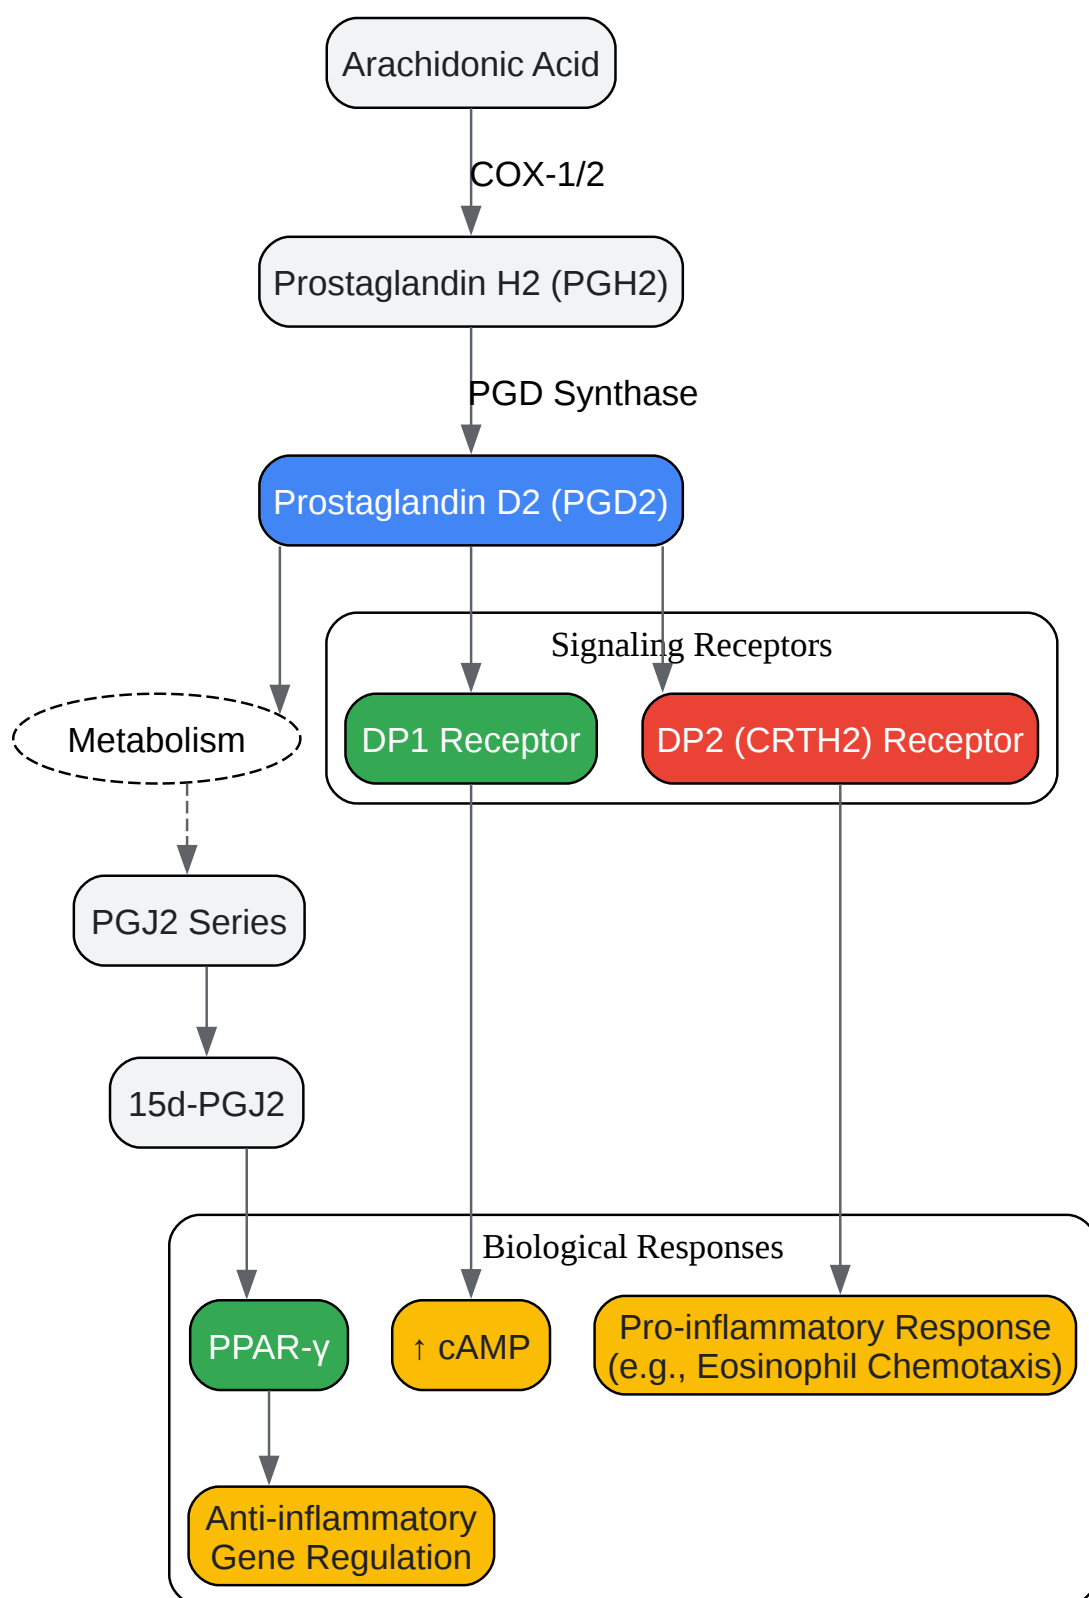 Arachidonic Acid
COX-1/2
Prostaglandin H2 (PGH2)
PGD Synthase
Prostaglandin D2 (PGD2)
Signaling Receptors
Metabolism
DP1 Receptor
DP2 (CRTH2) Receptor
PGJ2 Series
15d-PGJ2
Biological Responses
PPAR-γ
↑ cAMP
Pro-inflammatory Response
(e.g., Eosinophil Chemotaxis)
Anti-inflammatory
Gene Regulation